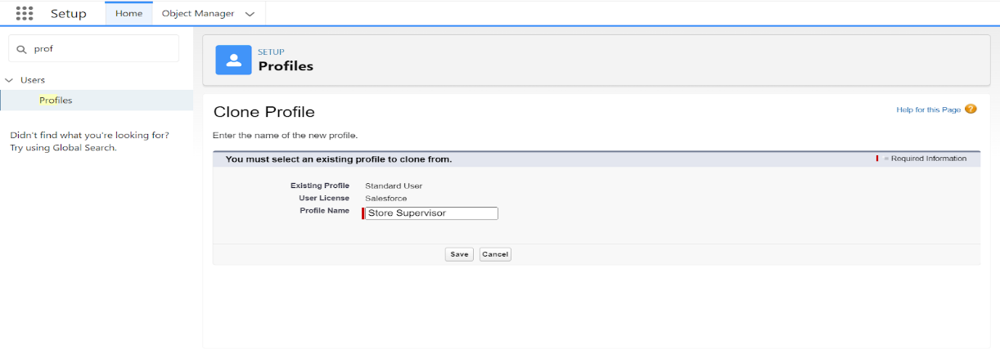 Setup Home Object Manager
prof
Users
Profiles
Didn't find what you're looking for?
Try using Global Search.
SETUP
Profiles
Clone Profile
Help for this Page ?
Enter the name of the new profile.
You must select an existing profile to clone from. = Required Information
Existing Profile Standard User
User License Salesforce
Profile Name Store Supervisor
Save Cancel